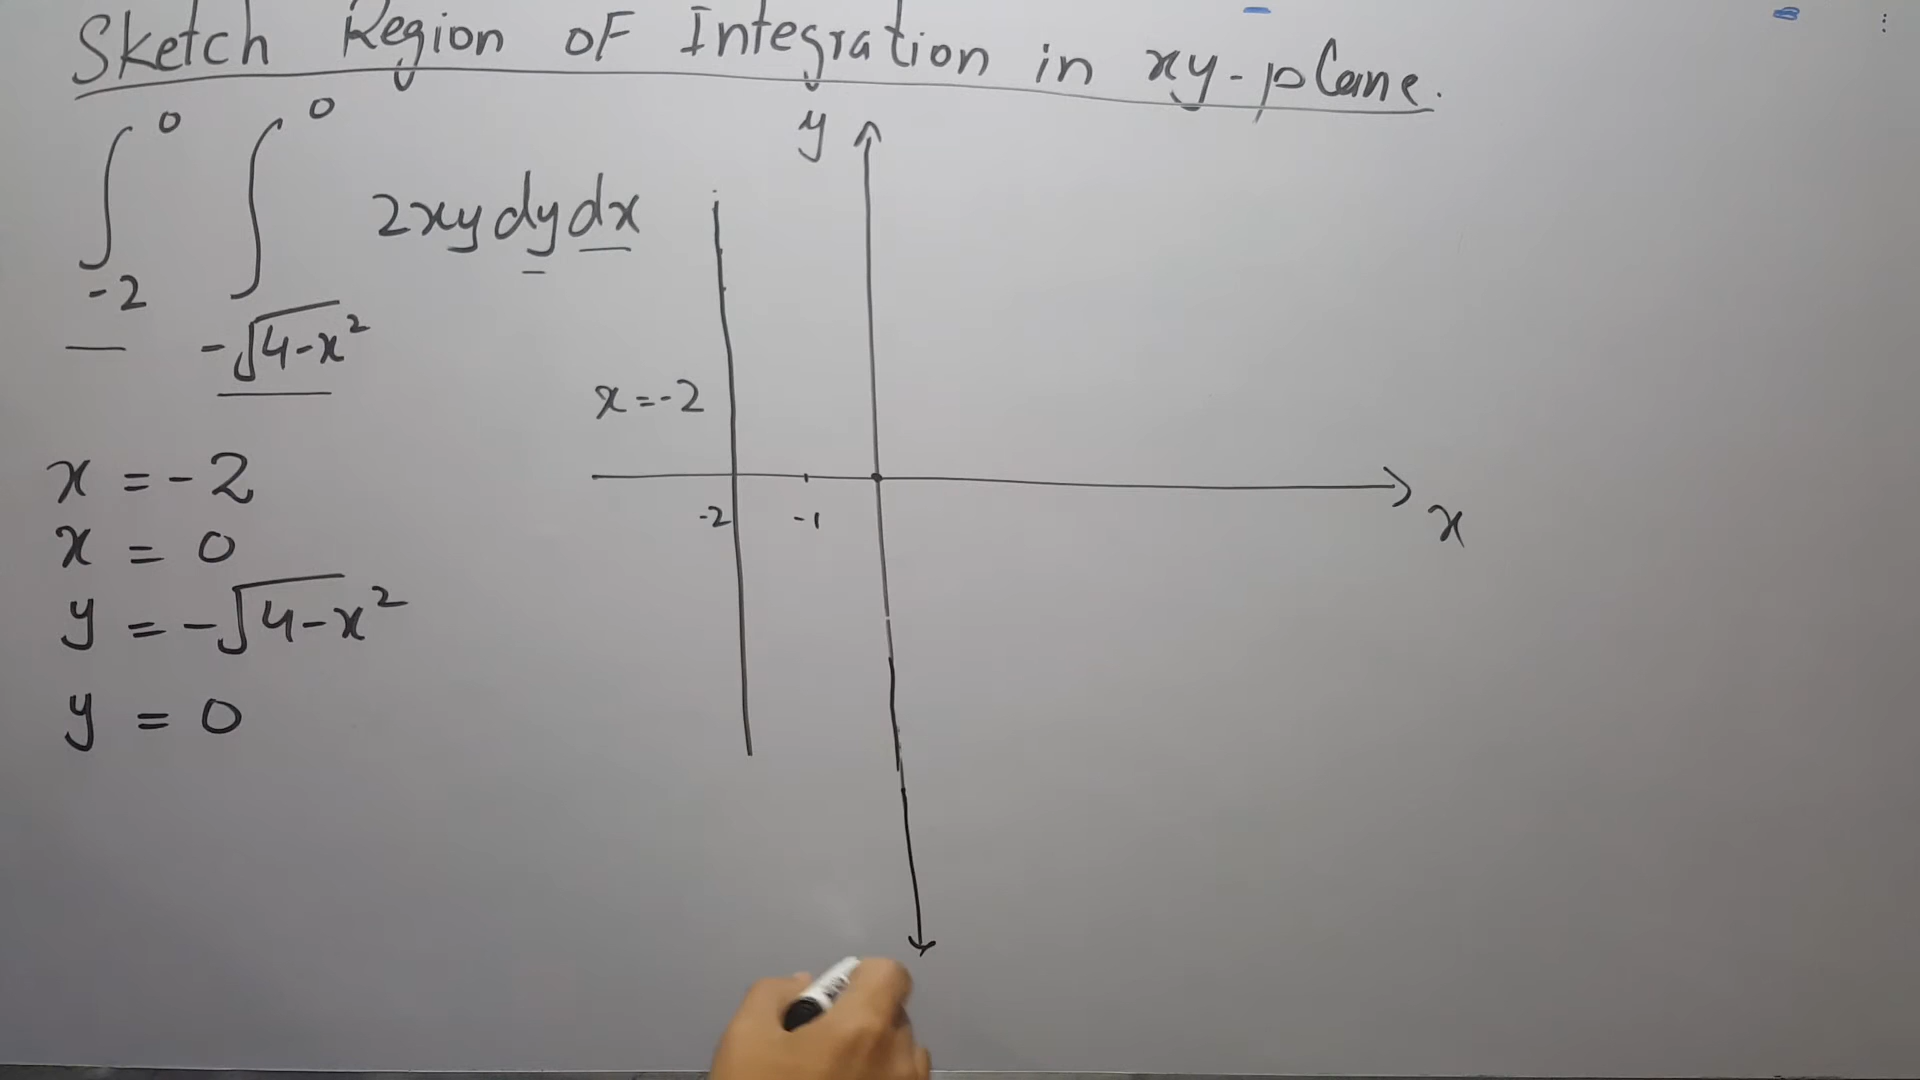 Sketch Region of Integration in xy-plane.
∫_{-2}^{0} ∫_{-√(4-x²)}^{0} 2xy dy dx
x = -2
x = 0
y = -√(4-x²)
y = 0
y
x = -2
-2 -1
x